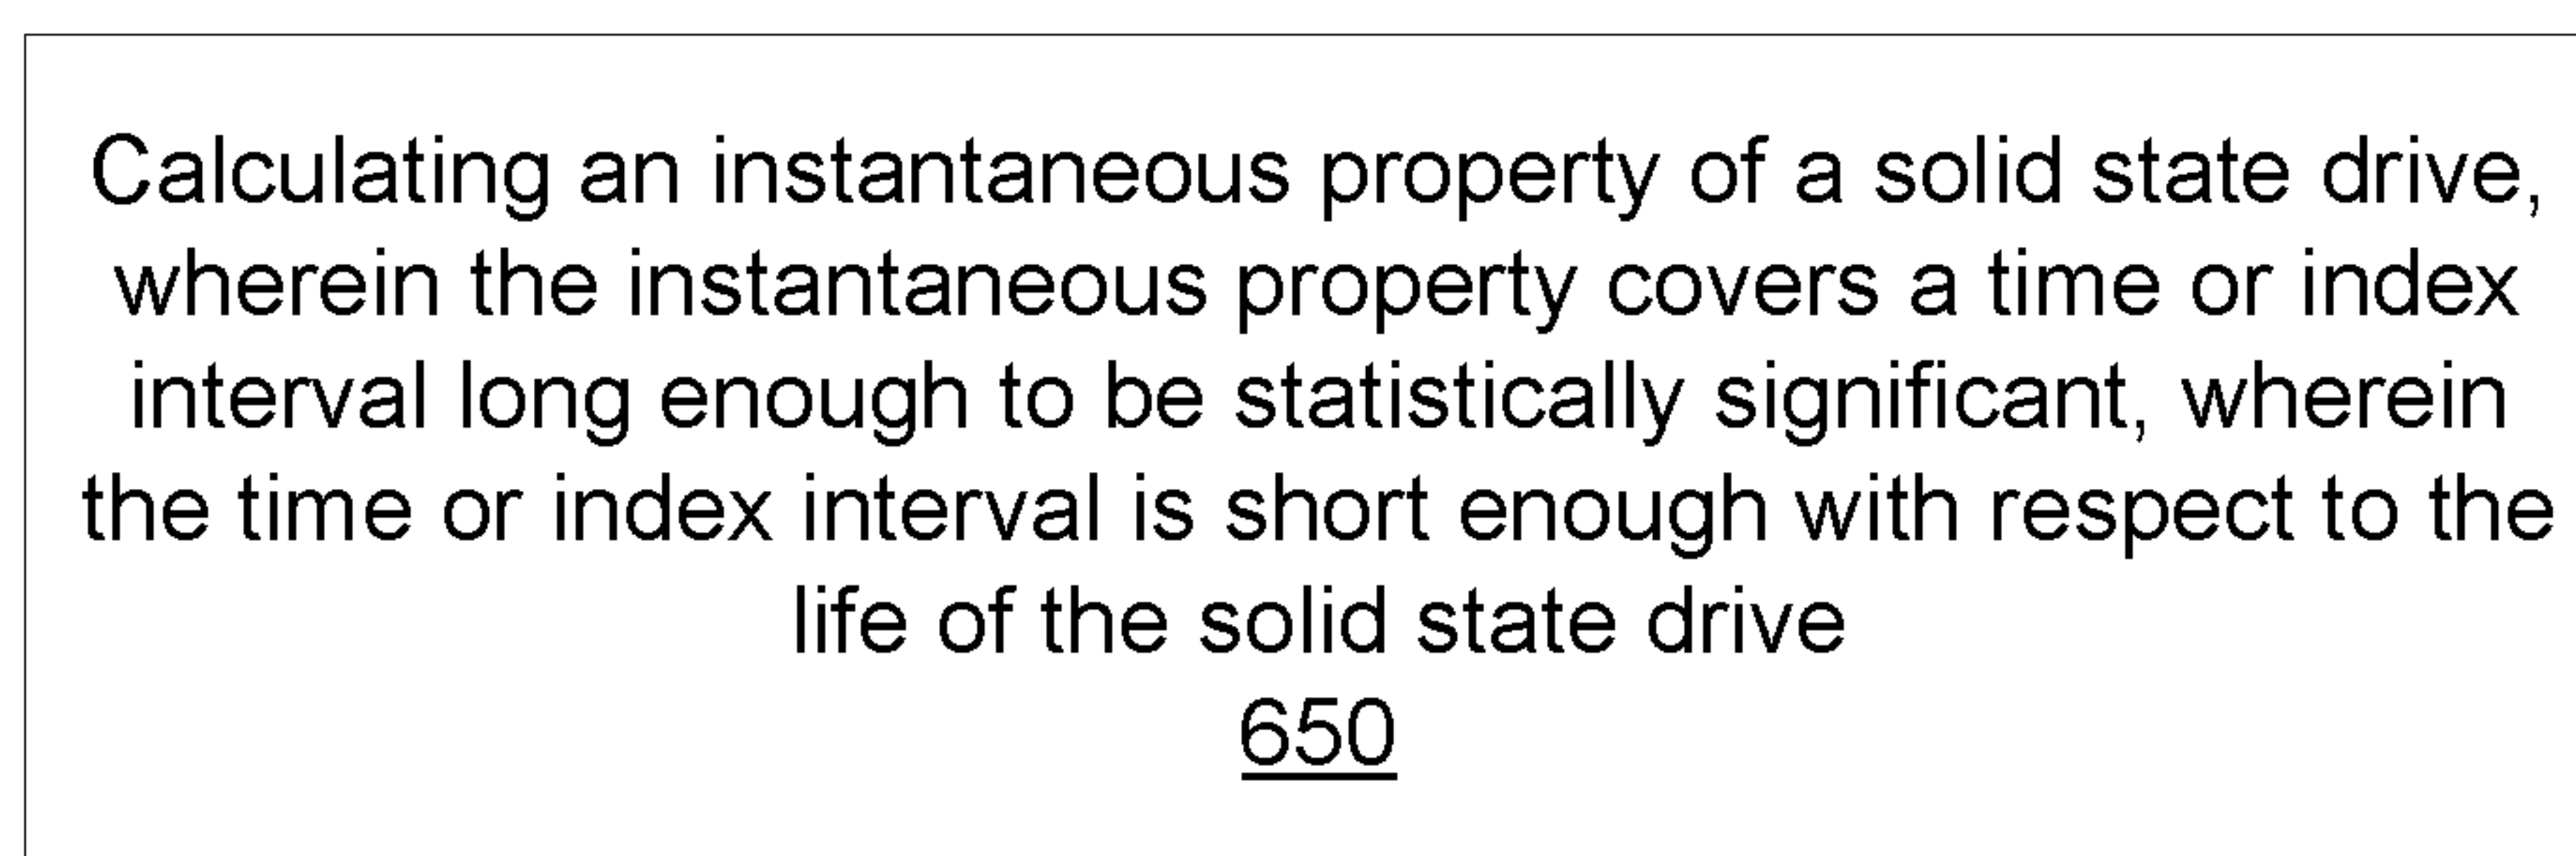 Calculating an instantaneous property of a solid state drive,
wherein the instantaneous property covers a time or index
interval long enough to be statistically significant, wherein
the time or index interval is short enough with respect to the
life of the solid state drive
650